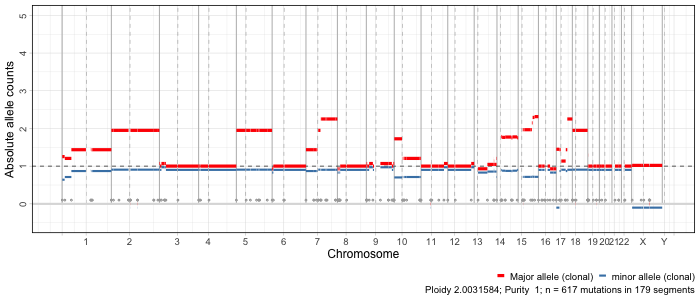 Absolute allele counts
5
4
3
2
1
0
1 2 3 4 5 6 7 8 9 10 11 12 13 14 15 16 17 18 19 20 21 22 X Y
Chromosome
Major allele (clonal) minor allele (clonal)
Ploidy 2.0031584; Purity 1; n = 617 mutations in 179 segments